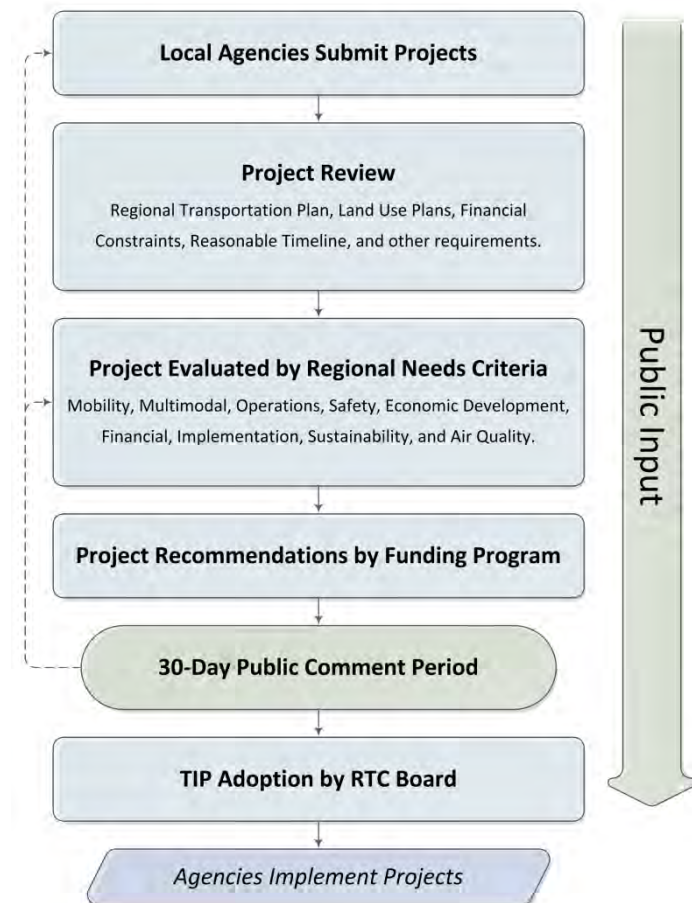 Local Agencies Submit Projects
Project Review
Regional Transportation Plan, Land Use Plans, Financial
Constraints, Reasonable Timeline, and other requirements.
Project Evaluated by Regional Needs Criteria
Mobility, Multimodal, Operations, Safety, Economic Development,
Financial, Implementation, Sustainability, and Air Quality.
Project Recommendations by Funding Program
30-Day Public Comment Period
TIP Adoption by RTC Board
Agencies Implement Projects
Public Input